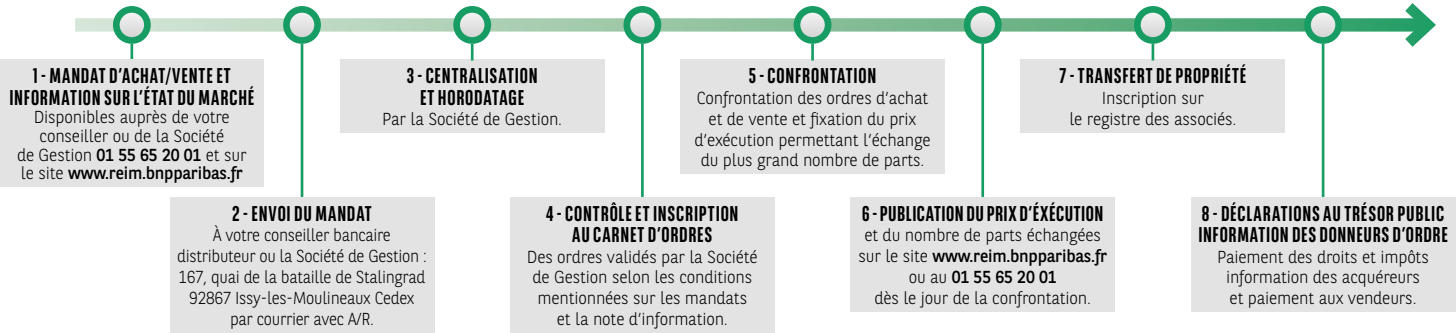 1 - MANDAT D'ACHAT/VENTE ET
INFORMATION SUR L'ÉTAT DU MARCHÉ
Disponibles auprès de votre
conseiller ou de la Société
de Gestion 01 55 65 20 01 et sur
le site www.reim.bnpparibas.fr
2 - ENVOI DU MANDAT
À votre conseiller bancaire
distributeur ou la Société de Gestion :
167, quai de la bataille de Stalingrad
92867 Issy-les-Moulineaux Cedex
par courrier avec A/R.
3 - CENTRALISATION
ET HORODATAGE
Par la Société de Gestion.
4 - CONTRÔLE ET INSCRIPTION
AU CARNET D'ORDRES
Des ordres validés par la Société
de Gestion selon les conditions
mentionnées sur les mandats
et la note d'information.
5 - CONFRONTATION
Confrontation des ordres d'achat
et de vente et fixation du prix
d'exécution permettant l'échange
du plus grand nombre de parts.
6 - PUBLICATION DU PRIX D'ÉXÉCUTION
et du nombre de parts échangées
sur le site www.reim.bnpparibas.fr
ou au 01 55 65 20 01
dès le jour de la confrontation.
7 - TRANSFERT DE PROPRIÉTÉ
Inscription sur
le registre des associés.
8 - DÉCLARATIONS AU TRÉSOR PUBLIC
INFORMATION DES DONNEURS D'ORDRE
Paiement des droits et impôts
information des acquéreurs
et paiement aux vendeurs.